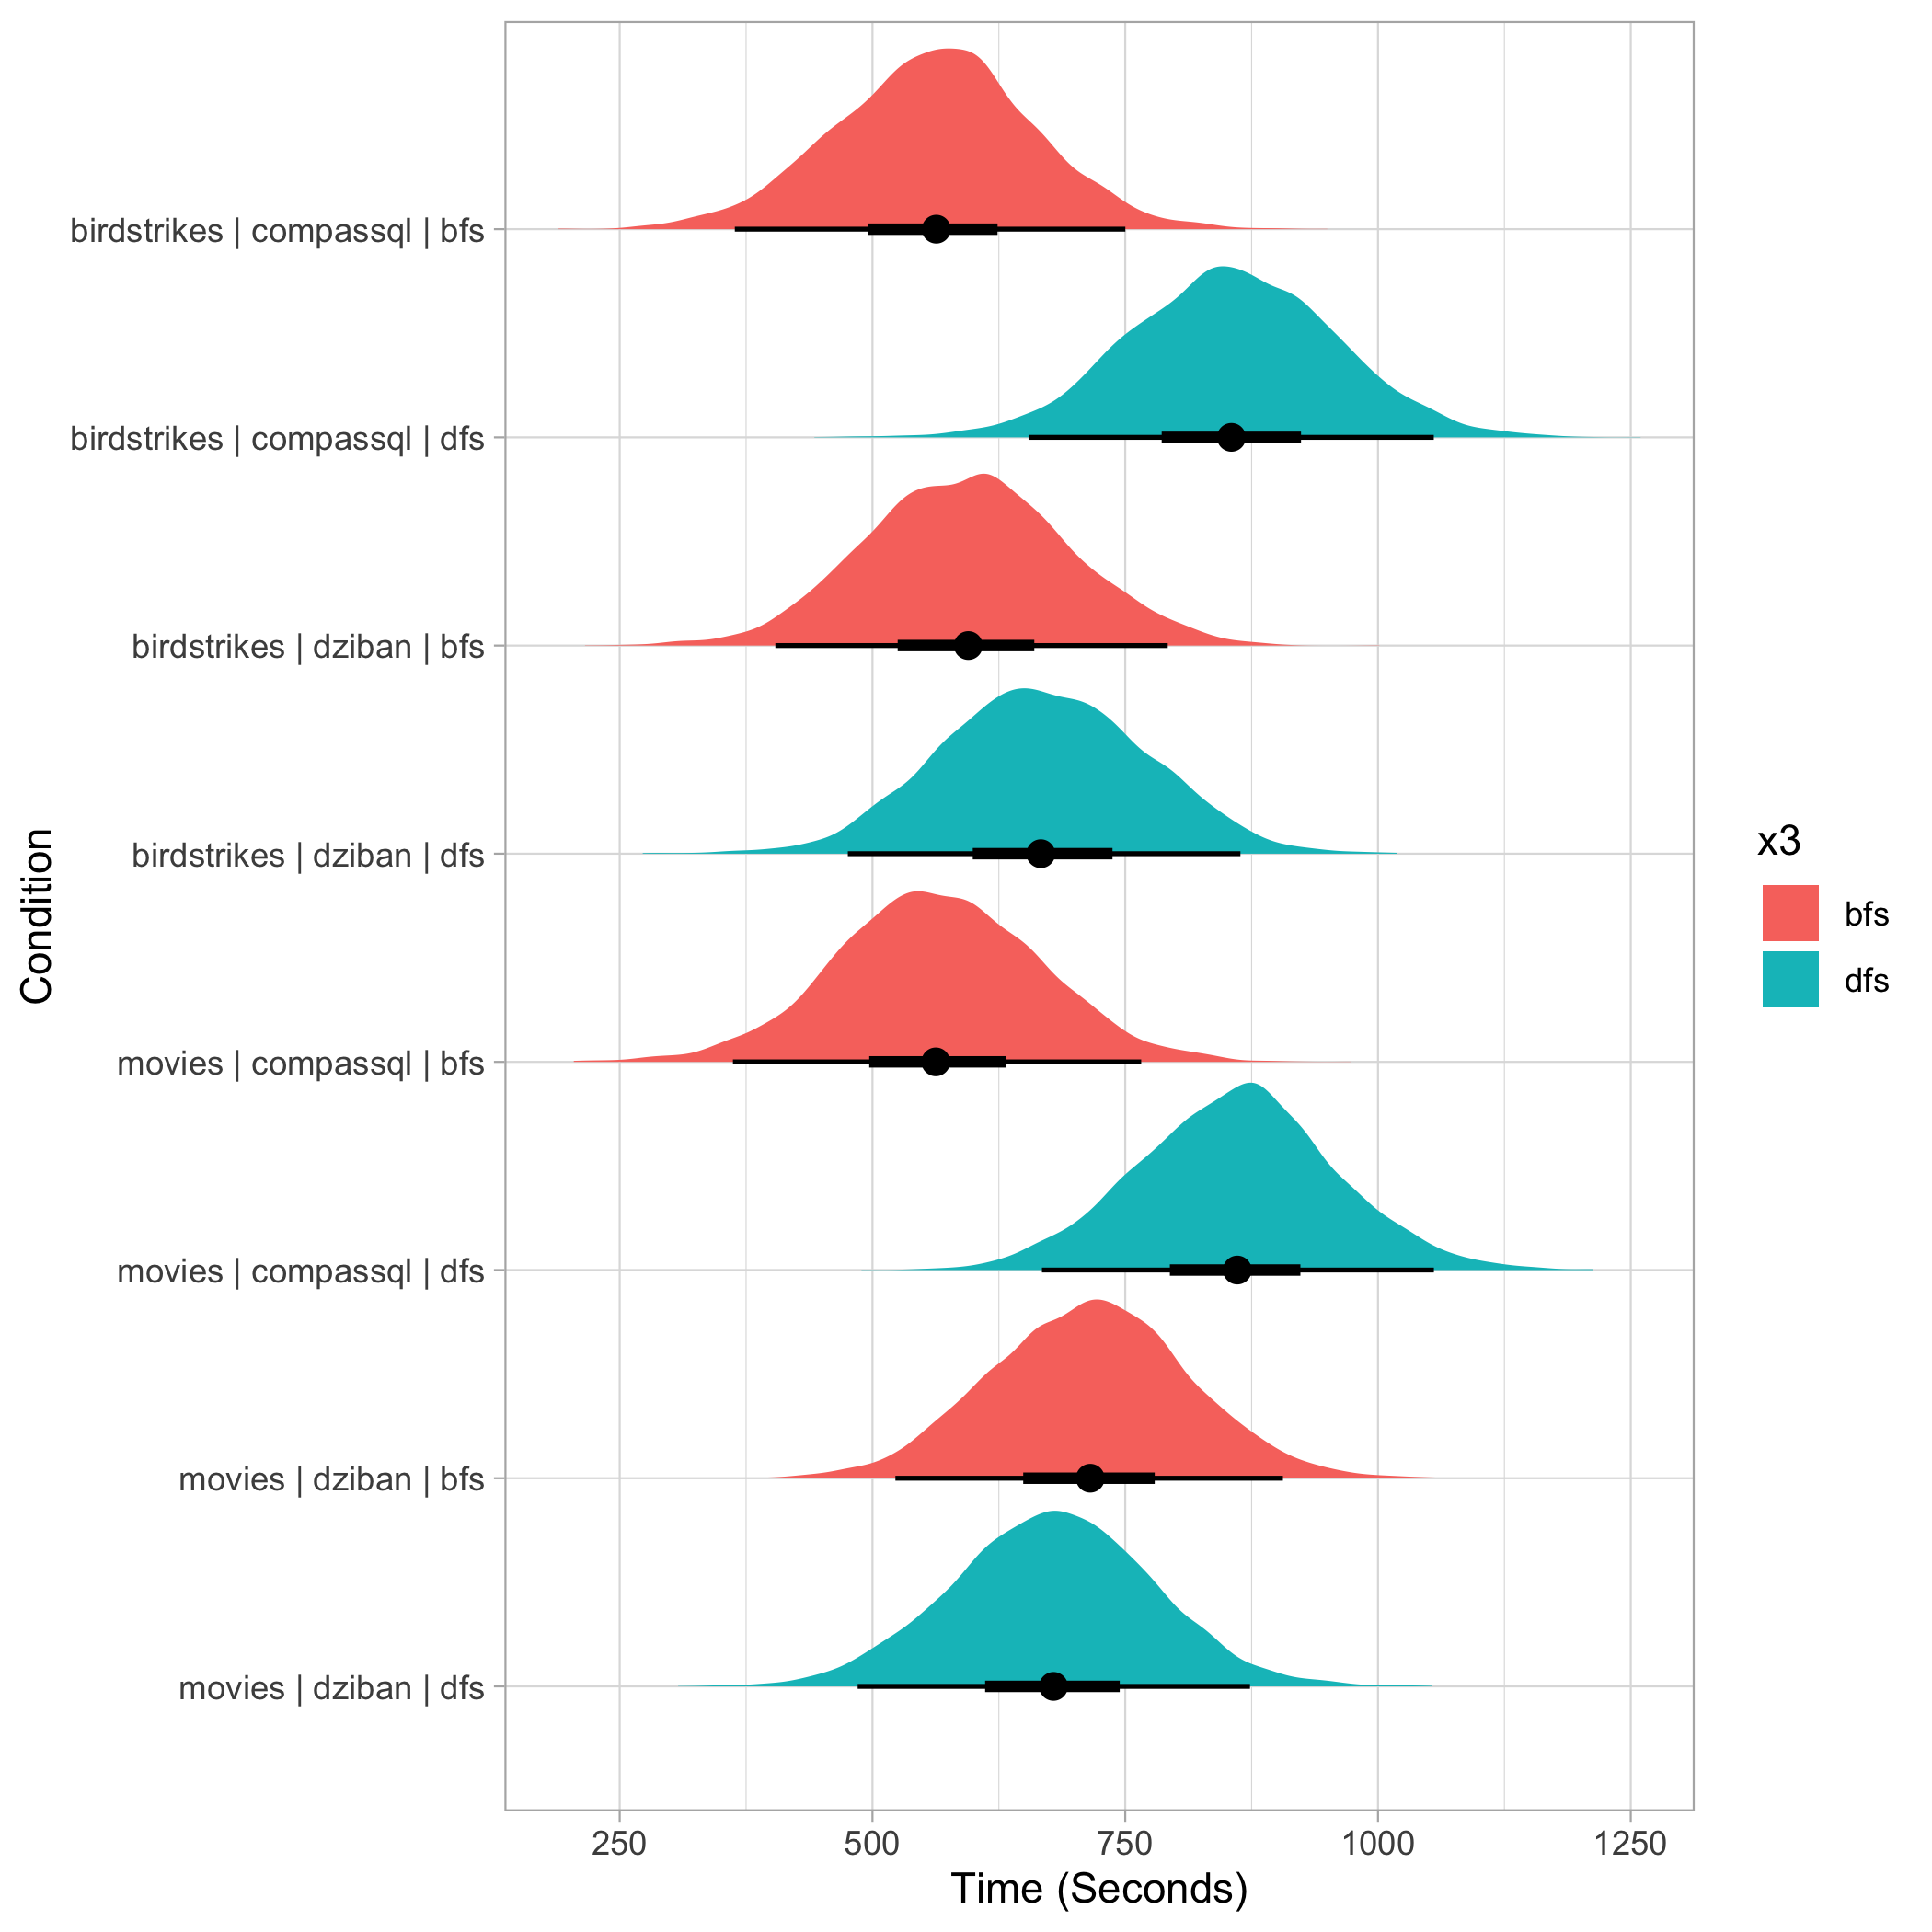 birdstrikes | compassql | bfs
birdstrikes | compassql | dfs
birdstrikes | dziban | bfs
birdstrikes | dziban | dfs
movies | compassql | bfs
movies | compassql | dfs
movies | dziban | bfs
movies | dziban | dfs
Condition
250 500 750 1000 1250
Time (Seconds)
x3
bfs
dfs